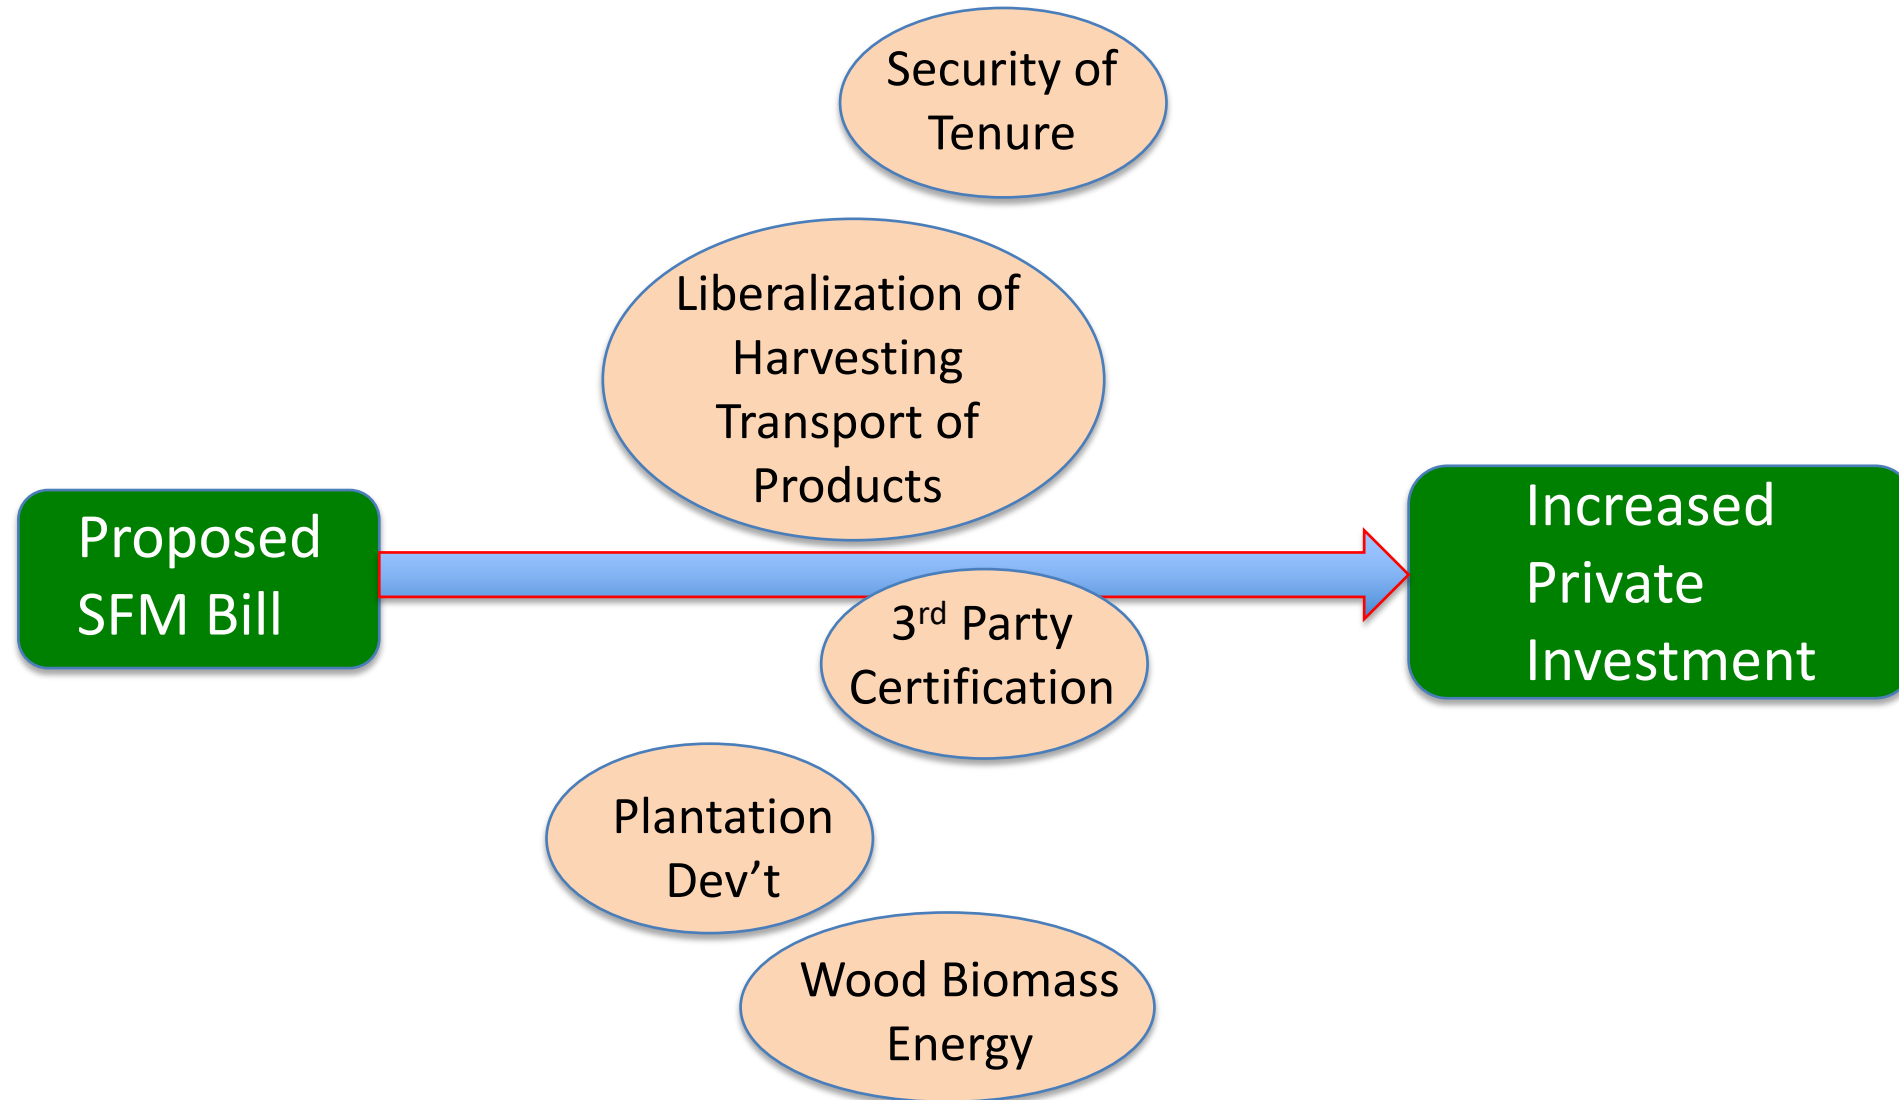 Security of
Tenure
Liberalization of
Harvesting
Transport of
Products
Proposed
SFM Bill
Increased
Private
Investment
3rd Party
Certification
Plantation
Dev’t
Wood Biomass
Energy